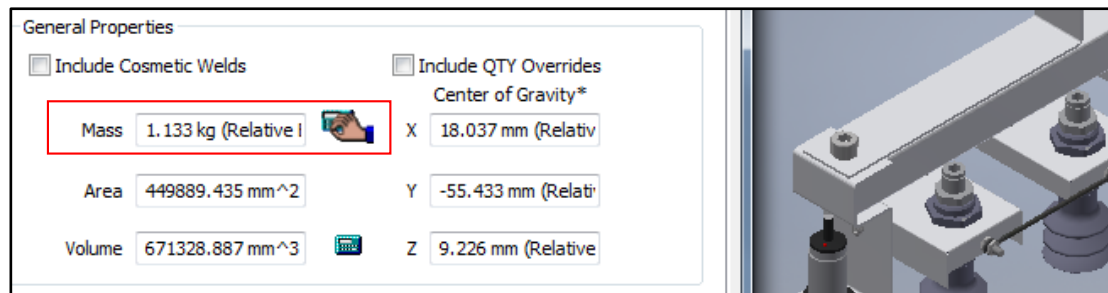 General Properties
Include Cosmetic Welds
Include QTY Overrides
Center of Gravity*
Mass 1.133 kg (Relative X 18.037 mm (Relativ
Area 449889.435 mm^2 Y -55.433 mm (Relati
Volume 671328.887 mm^3 Z 9.226 mm (Relative